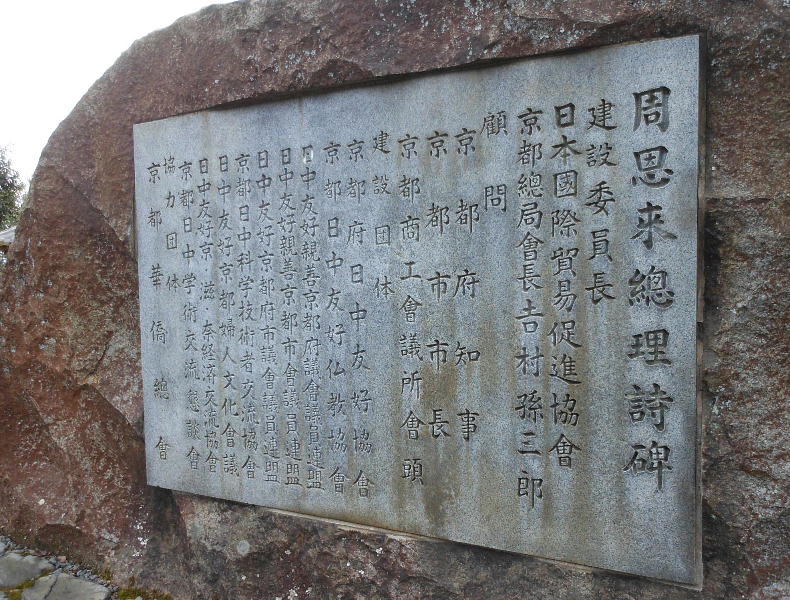 周恩来總理詩碑
建設委員長
日本國際貿易促進協會
京都總局會長吉村孫三郎
顧問
京都府知事
京都市市長
京都商工會議所會頭
建設団体
京都府日中友好協會
京都日中友好仏教協會
日中友好親善京都府議會議員連盟
日中友好親善京都市會議員連盟
日中友好京都府市議會議員連盟
京都日中科学技術者交流協會
日中友好京都婦人文化會議
日中友好京・滋・奈経済交流協會
京都日中学術交流懇談會
協力団体
京都華僑總會